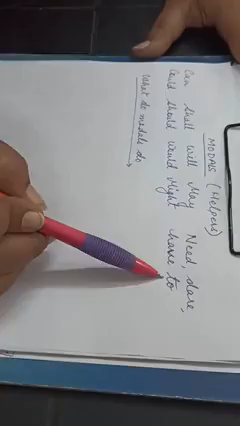 MODALS (Helpers)
Can Shall Will May Need, dare,
Could Should Would Might have to
What do modals do →